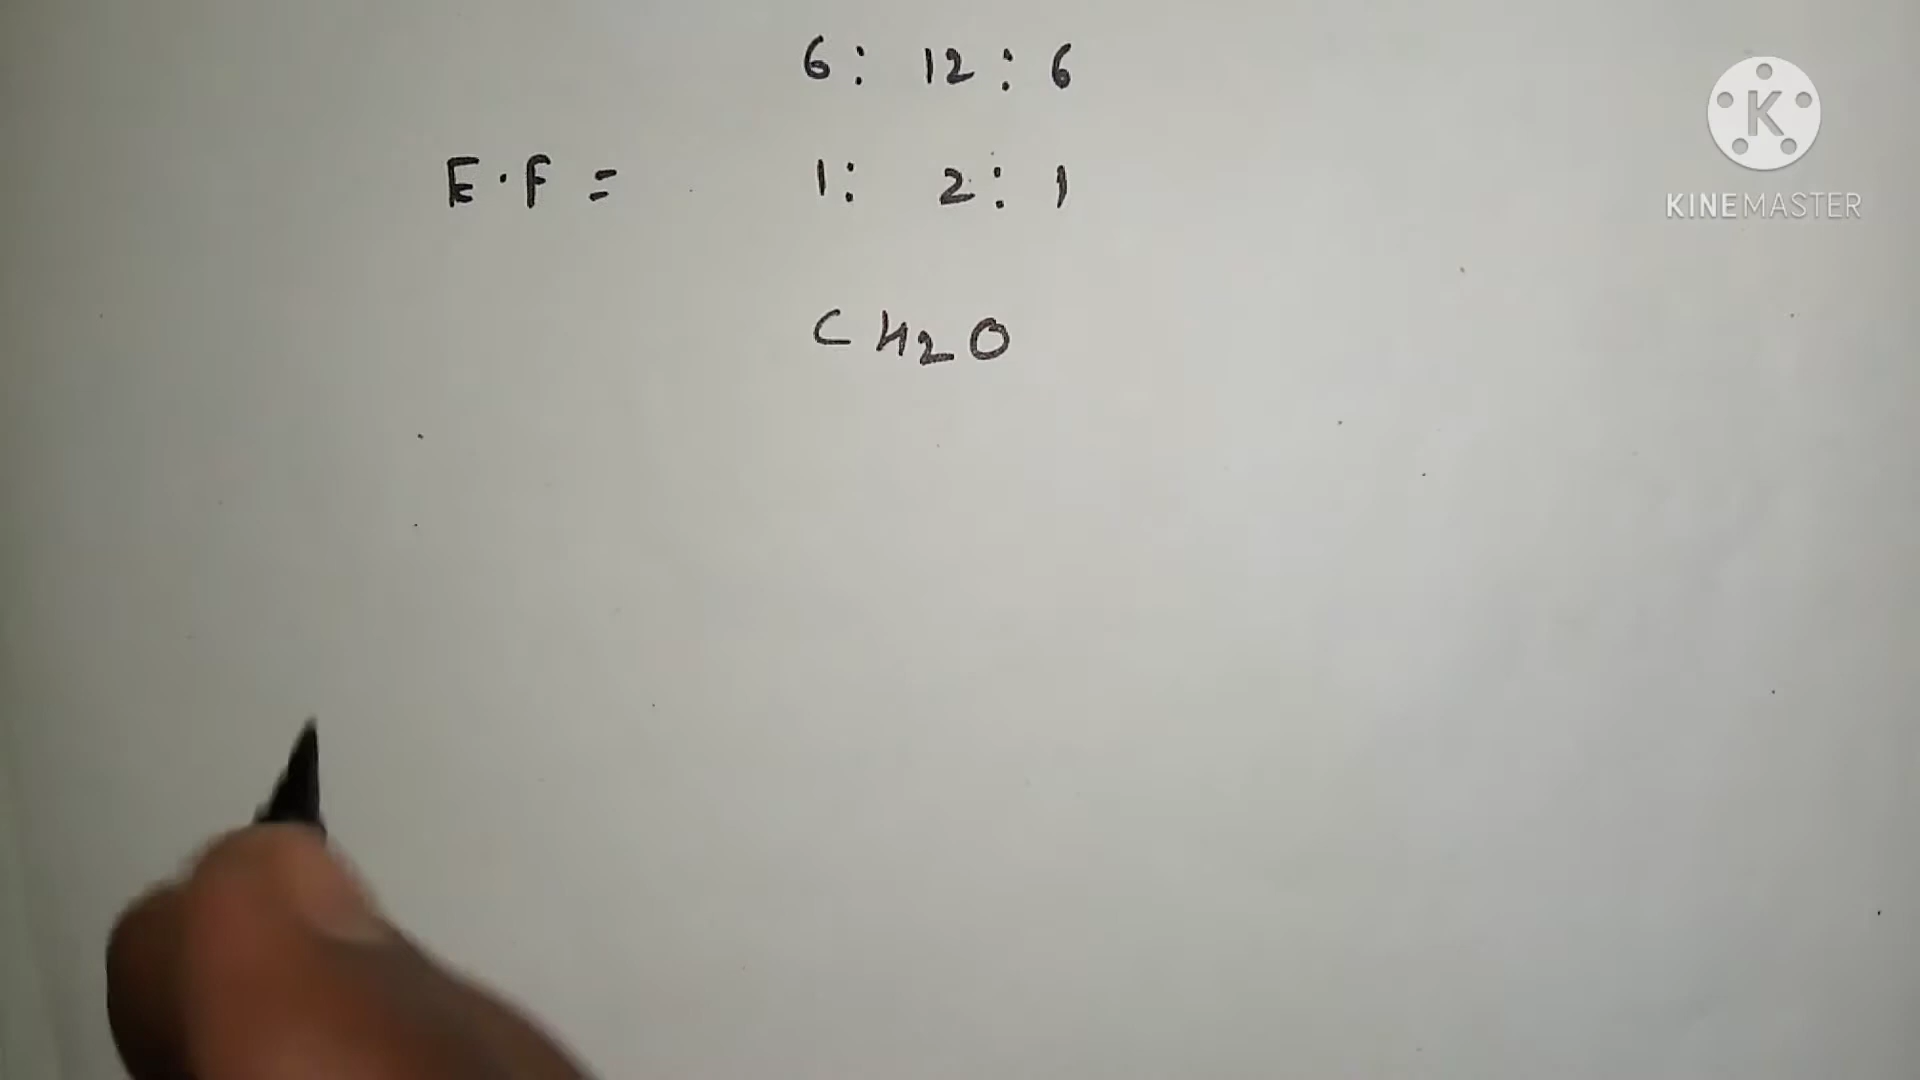 6 : 12 : 6
E.F = 1 : 2 : 1
CH2O
K
KINEMASTER